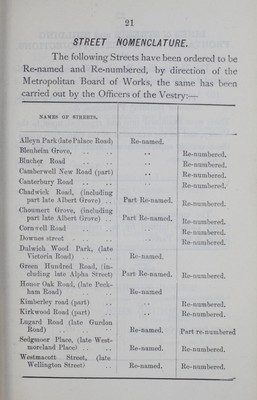 21
STREET NOMENCLATURE.
The following Streets have been ordered to be
Re-named and Re-numbered, by direction of the
Metropolitan Board of Works, the same has been
carried out by the Officers of the Vestry:—
NAMES OF STREETS.
Alleyn Park (late Palace Road) Re-named.
Blenheim Grove, .. .. .. Re-numbered.
Blucher Road .. .. .. Re-numbered.
Camberwell New Road (part) .. Re-numbered.
Canterbury Road .. .. .. Re-numbered.
Chadwick Road, (including
part late Albert Grove) .. Part Re-named. Re-numbered.
Choumert Grove, (including
part late Albert Grove) Part Re-named. Re-numbered.
Cornwell Road .. .. Re-numbered.
Downes street .. .. .. Re-numbered.
Dulwich Wood Park, (late
Victoria Road) .. Re-named.
Green Hundred Road, (in-
cluding late Alpha Street) Part Re-named. Re-numbered.
Honor Oak Road, (late Peck-
ham Road) .. .. Re-named
Kimberley road (part) .. Re-numbered.
Kirkwood Road (part) .. Re-numbered.
Lugard Road (late Gurdon
Road) .. .. .. Re-named. Part re-numbered
Sedgmoor Place, (late West-
moreland Place) .. .. Re-named. Re-numbered.
Westmacott Street, (late
Wellington Street) .. Re-named. Re-numbered.